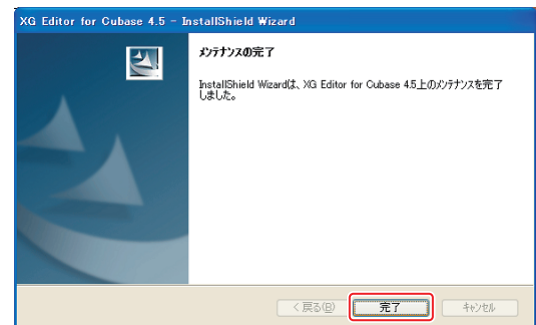 XG Editor for Cubase 4.5 - InstallShield Wizard
メンテナンスの完了
InstallShield Wizardは、XG Editor for Cubase 4.5上のメンテナンスを完了
しました。
< 戻る(B)
完了
キャンセル